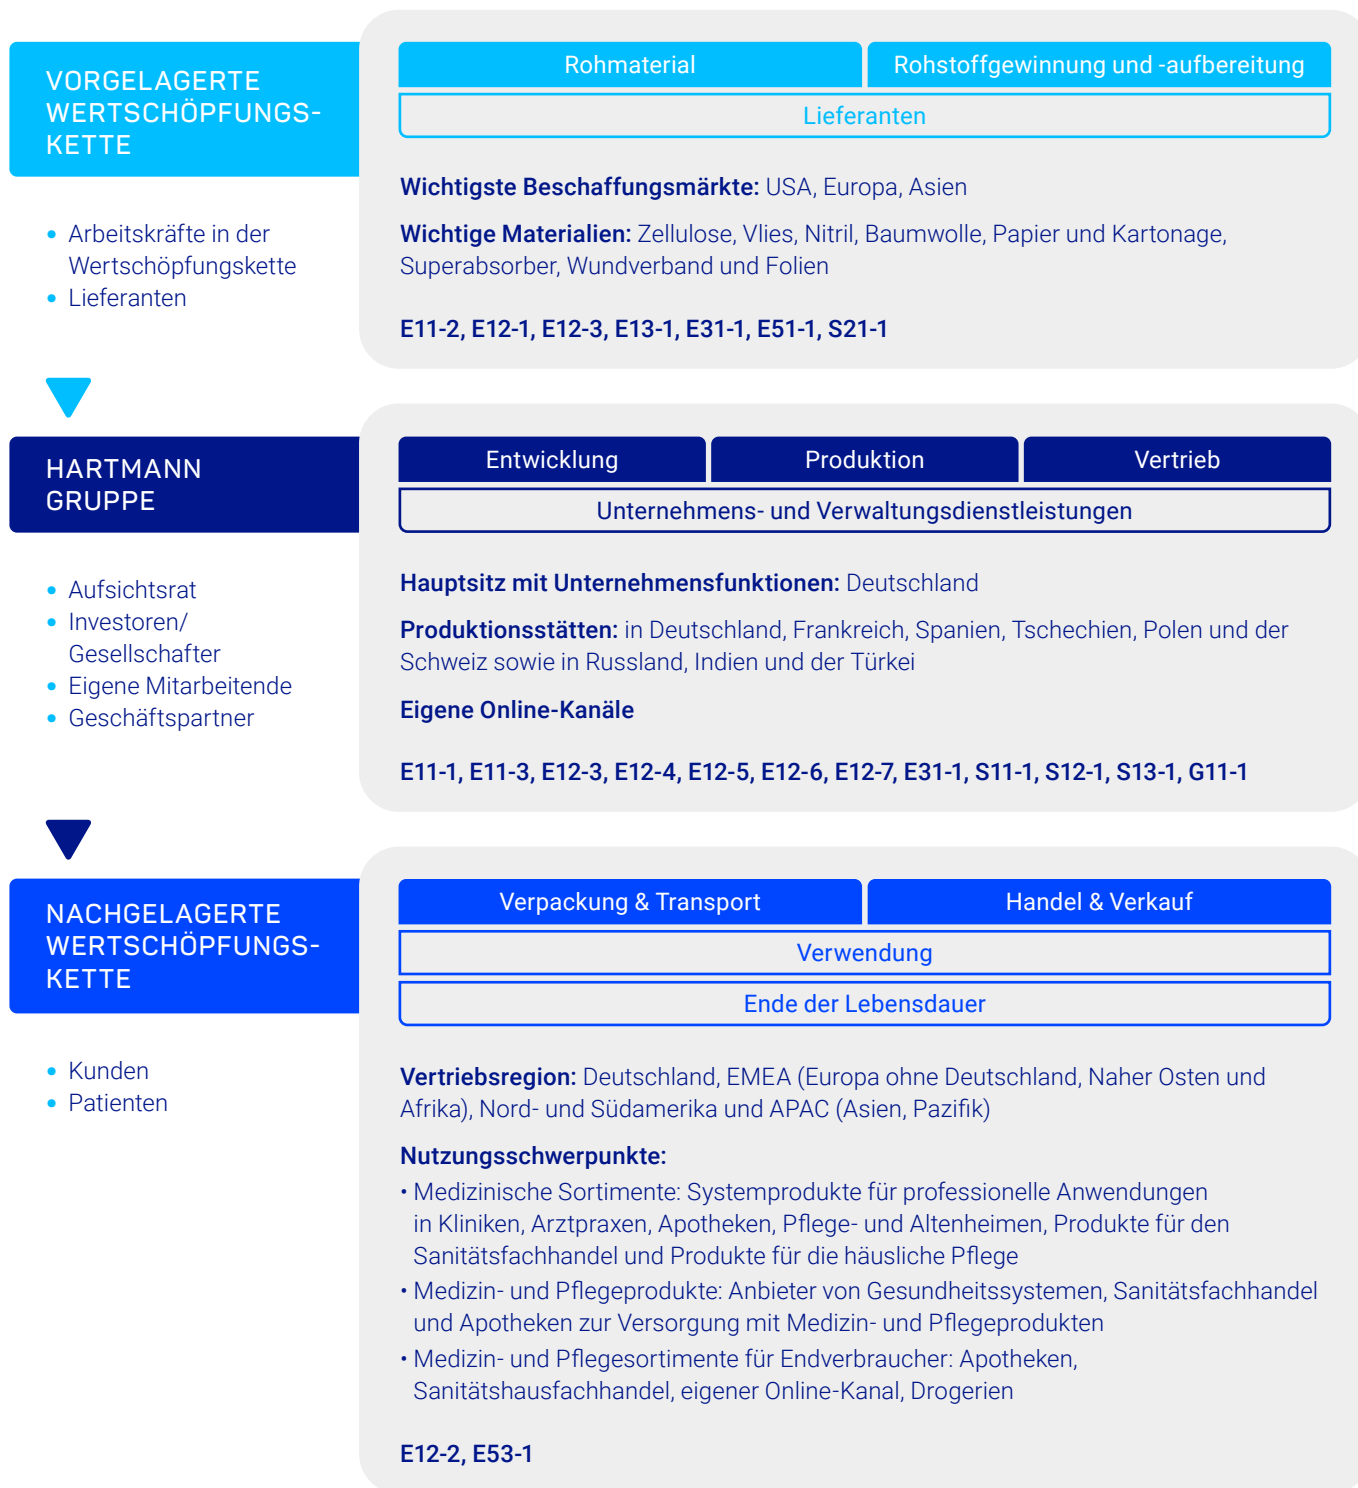 VORGELAGERTE
WERTSCHÖPFUNGS-
KETTE
• Arbeitskräfte in der
Wertschöpfungskette
• Lieferanten
Rohmaterial
Rohstoffgewinnung und -aufbereitung
Lieferanten
Wichtigste Beschaffungsmärkte: USA, Europa, Asien
Wichtige Materialien: Zellulose, Vlies, Nitril, Baumwolle, Papier und Kartonage,
Superabsorber, Wundverband und Folien
E11-2, E12-1, E12-3, E13-1, E31-1, E51-1, S21-1
HARTMANN
GRUPPE
• Aufsichtsrat
• Investoren/
Gesellschafter
• Eigene Mitarbeitende
• Geschäftspartner
Entwicklung
Produktion
Vertrieb
Unternehmens- und Verwaltungsdienstleistungen
Hauptsitz mit Unternehmensfunktionen: Deutschland
Produktionsstätten: in Deutschland, Frankreich, Spanien, Tschechien, Polen und der
Schweiz sowie in Russland, Indien und der Türkei
Eigene Online-Kanäle
E11-1, E11-3, E12-3, E12-4, E12-5, E12-6, E12-7, E31-1, S11-1, S12-1, S13-1, G11-1
NACHGELAGERTE
WERTSCHÖPFUNGS-
KETTE
• Kunden
• Patienten
Verpackung & Transport
Handel & Verkauf
Verwendung
Ende der Lebensdauer
Vertriebsregion: Deutschland, EMEA (Europa ohne Deutschland, Naher Osten und
Afrika), Nord- und Südamerika und APAC (Asien, Pazifik)
Nutzungsschwerpunkte:
• Medizinische Sortimente: Systemprodukte für professionelle Anwendungen
in Kliniken, Arztpraxen, Apotheken, Pflege- und Altenheimen, Produkte für den
Sanitätsfachhandel und Produkte für die häusliche Pflege
• Medizin- und Pflegeprodukte: Anbieter von Gesundheitssystemen, Sanitätsfachhandel
und Apotheken zur Versorgung mit Medizin- und Pflegeprodukten
• Medizin- und Pflegesortimente für Endverbraucher: Apotheken,
Sanitätshausfachhandel, eigener Online-Kanal, Drogerien
E12-2, E53-1